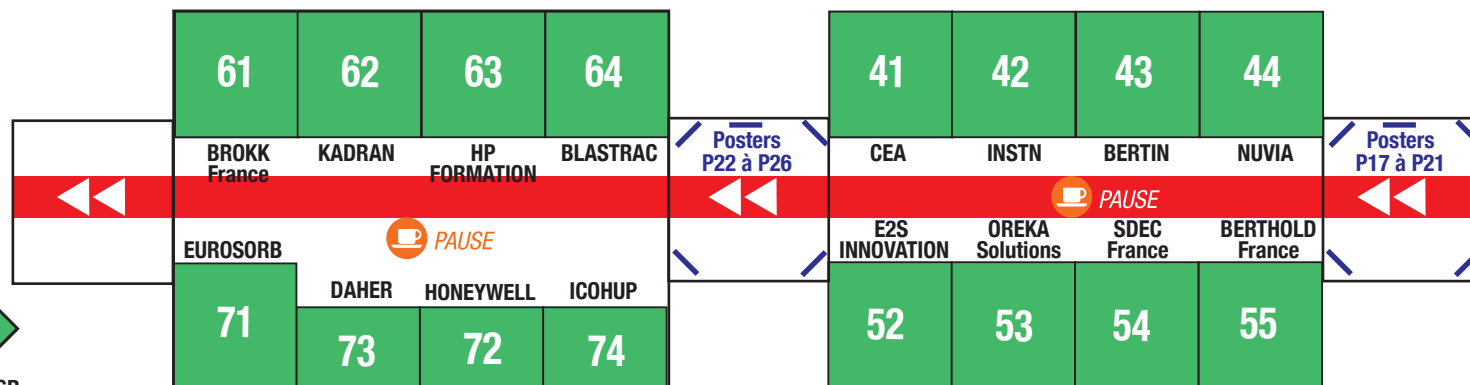 61 62 63 64 41 42 43 44
Posters
P22 à P26
Posters
P17 à P21
BROKK
France
KADRAN
HP
FORMATION
BLASTRAC
CEA
INSTN
BERTIN
NUVIA
PAUSE
PAUSE
EUROSORB
E2S
INNOVATION
OREKA
Solutions
SDEC
France
BERTHOLD
France
DAHER
HONEYWELL
ICOHUP
71 73 72 74 52 53 54 55